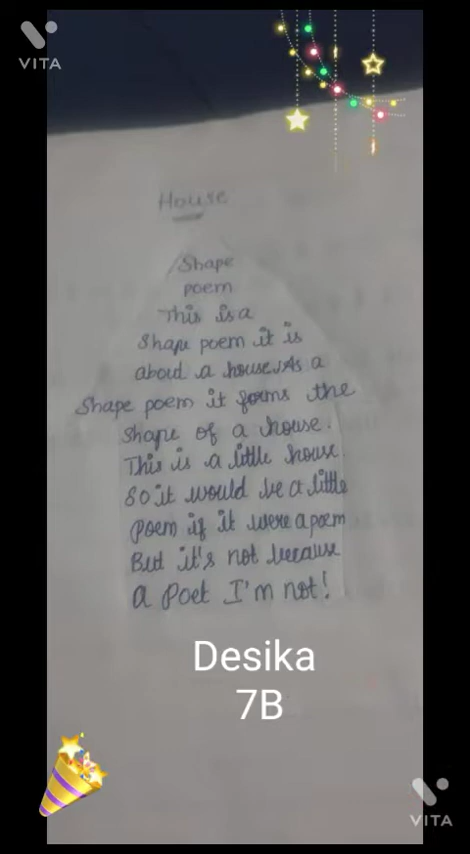 VITA
House
Shape
poem
This is a
Shape poem it is
about a house. As a
Shape poem it forms the
Shape of a house.
This is a little house.
So it would be a little
Poem if it were a poem
But it's not because
a Poet I'm not!
Desika
7B
VITA